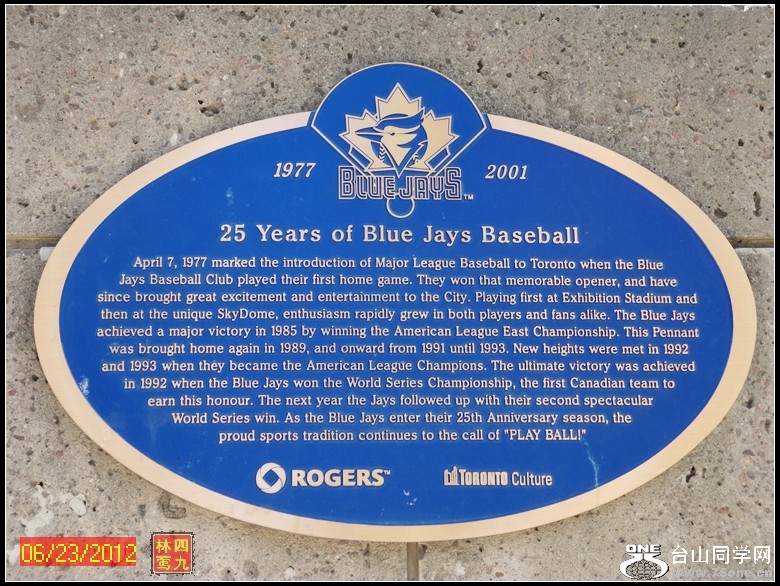 1977 2001
BLUE JAYS™
25 Years of Blue Jays Baseball
April 7, 1977 marked the introduction of Major League Baseball to Toronto when the Blue
Jays Baseball Club played their first home game. They won that memorable opener, and have
since brought great excitement and entertainment to the City. Playing first at Exhibition Stadium and
then at the unique SkyDome, enthusiasm rapidly grew in both players and fans alike. The Blue Jays
achieved a major victory in 1985 by winning the American League East Championship. This Pennant
was brought home again in 1989, and onward from 1991 until 1993. New heights were met in 1992
and 1993 when they became the American League Champions. The ultimate victory was achieved
in 1992 when the Blue Jays won the World Series Championship, the first Canadian team to
earn this honour. The next year the Jays followed up with their second spectacular
World Series win. As the Blue Jays enter their 25th Anniversary season, the
proud sports tradition continues to the call of "PLAY BALL!"
ROGERS™ TORONTO Culture
06/23/2012
ONE 台山同学网